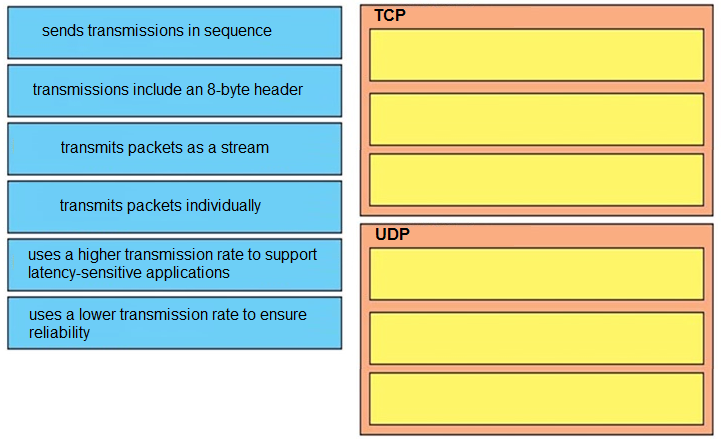 sends transmissions in sequence
transmissions include an 8-byte header
transmits packets as a stream
transmits packets individually
uses a higher transmission rate to support
latency-sensitive applications
uses a lower transmission rate to ensure
reliability
TCP
UDP